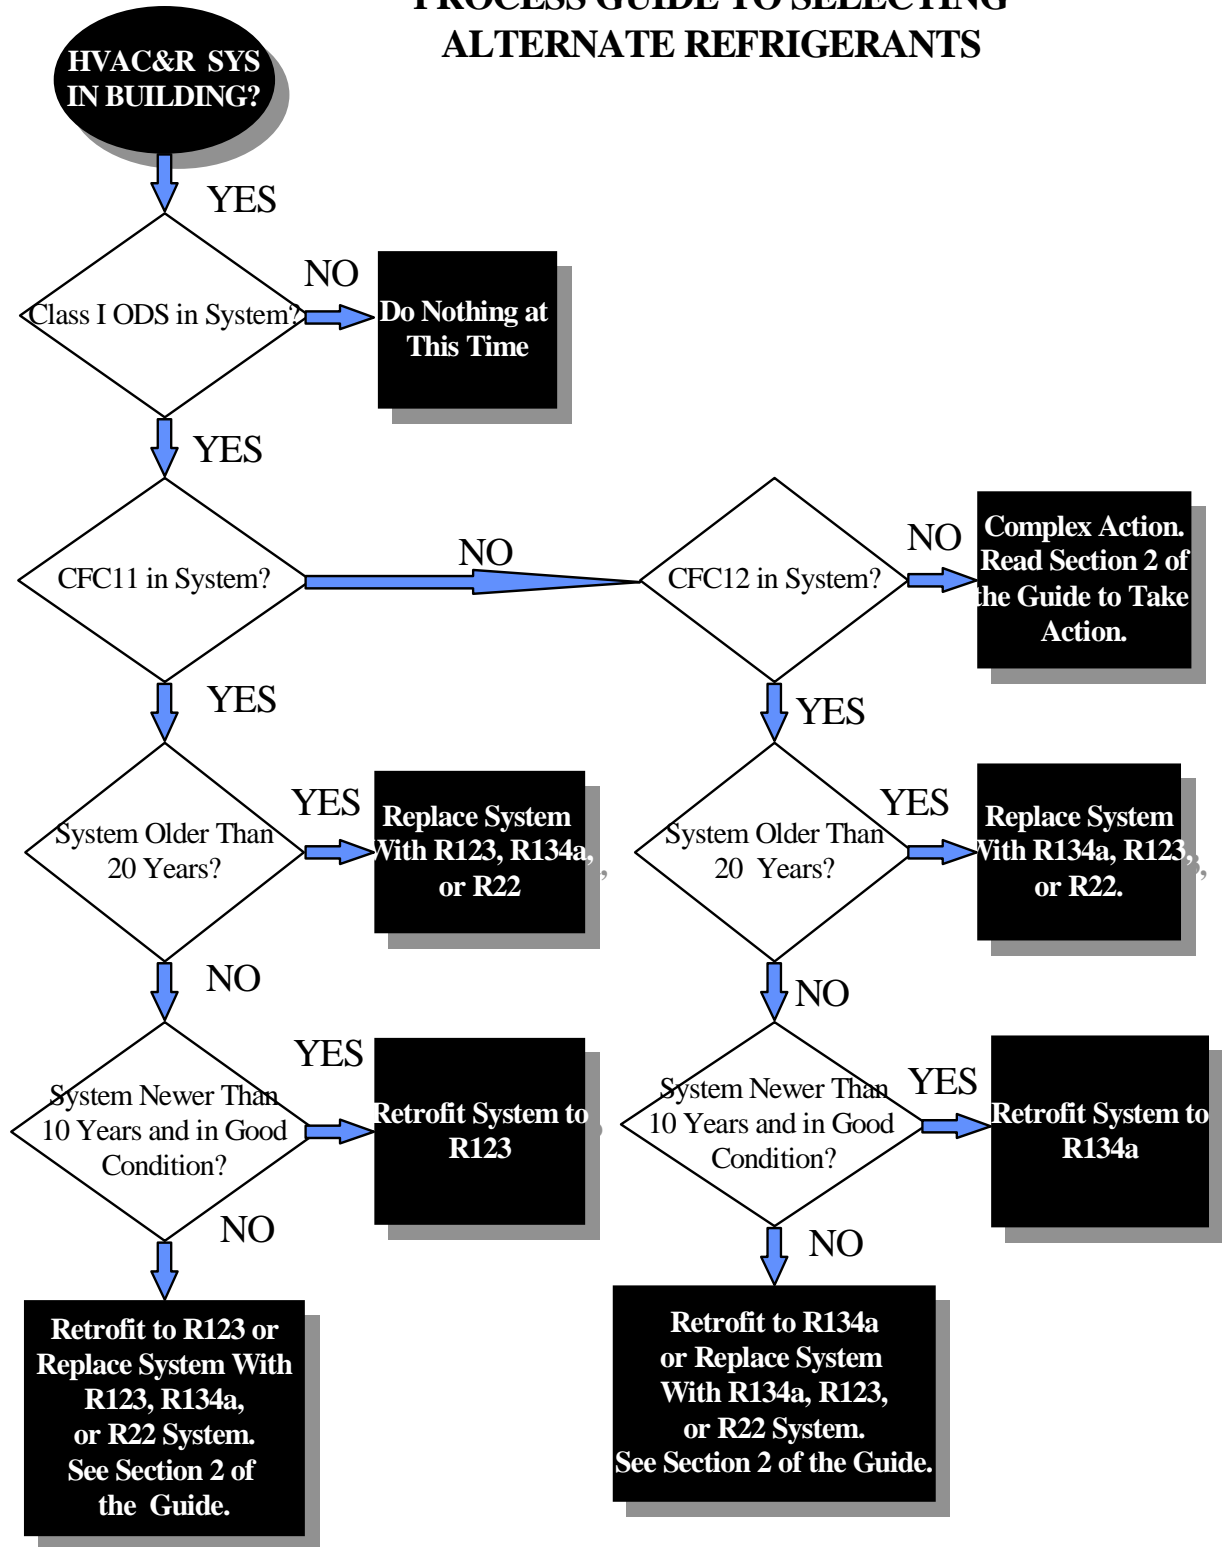 PROCESS GUIDE TO SELECTING
ALTERNATE REFRIGERANTS
HVAC&R SYS
IN BUILDING?
YES
Class I ODS in System?
NO
Do Nothing at
This Time
YES
CFC11 in System?
NO
CFC12 in System?
NO
Complex Action.
Read Section 2 of
the Guide to Take
Action.
YES
YES
System Older Than
20 Years?
YES
Replace System
With R123, R134a,
or R22
System Older Than
20 Years?
YES
Replace System
With R134a, R123,
or R22.
NO
NO
System Newer Than
10 Years and in Good
Condition?
YES
Retrofit System to
R123
System Newer Than
10 Years and in Good
Condition?
YES
Retrofit System to
R134a
NO
NO
Retrofit to R123 or
Replace System With
R123, R134a,
or R22 System.
See Section 2 of
the Guide.
Retrofit to R134a
or Replace System
With R134a, R123,
or R22 System.
See Section 2 of the Guide.